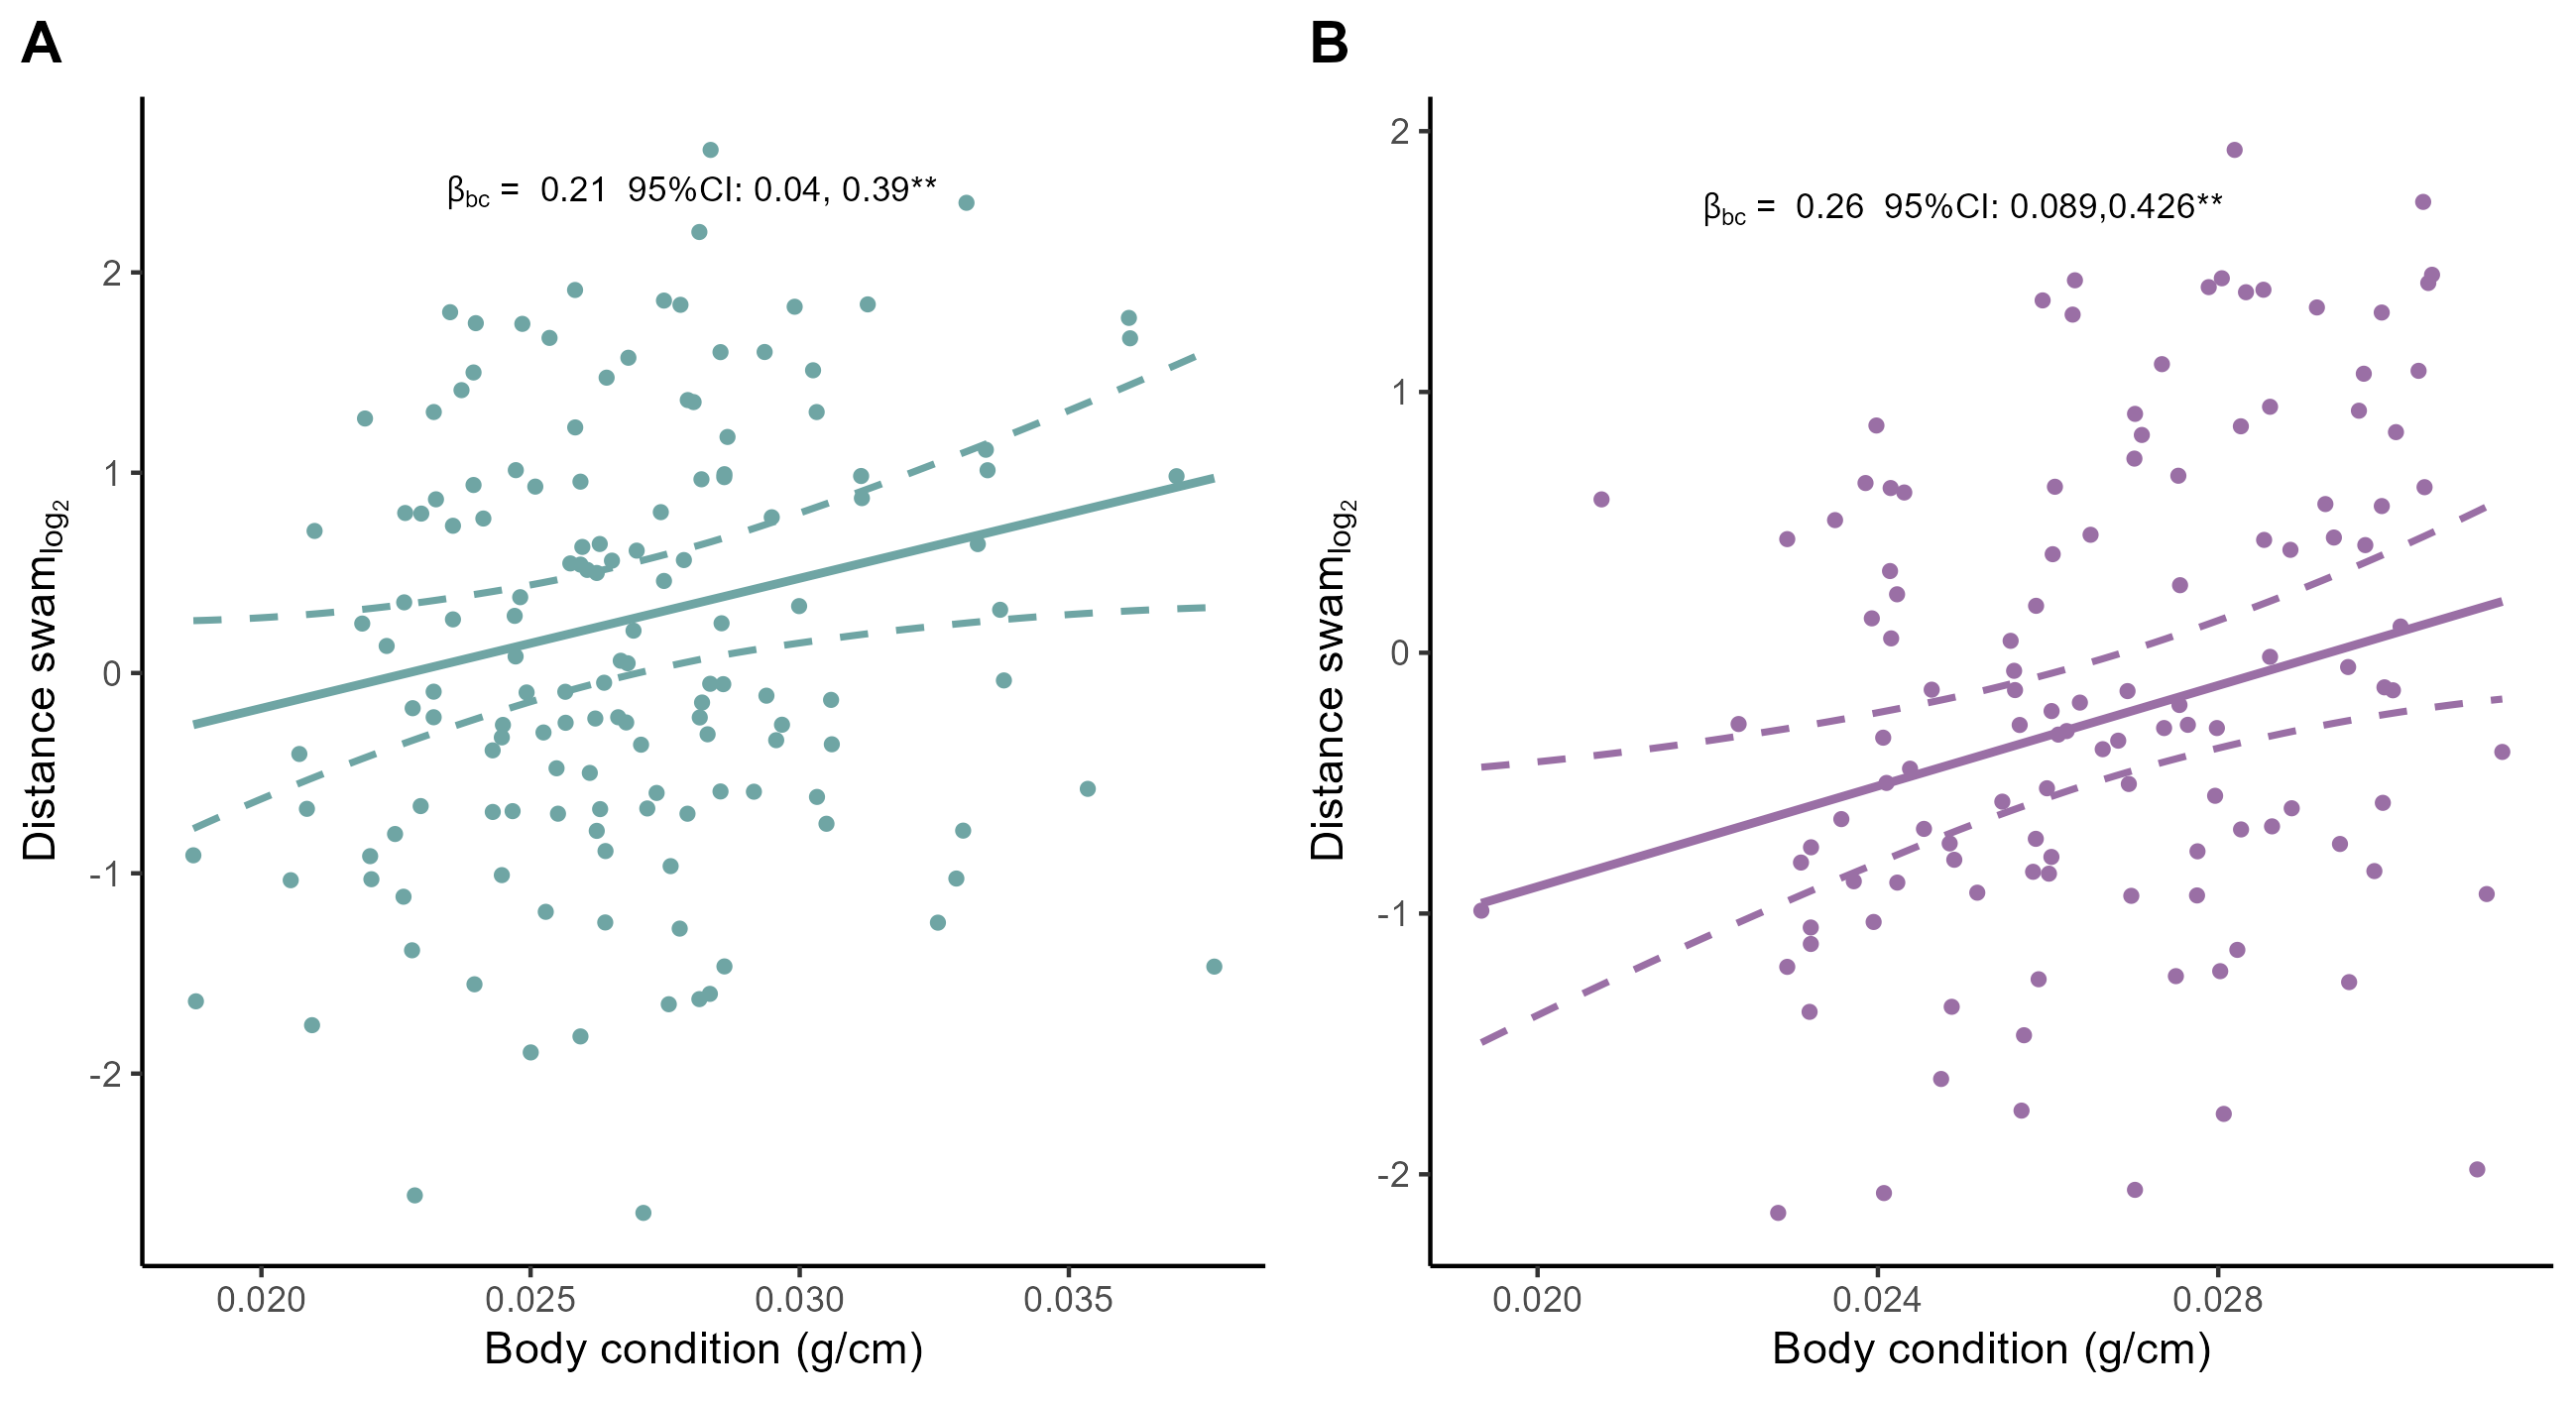 A
βbc = 0.21 95%CI: 0.04, 0.39**
Distance swamlog2
2
1
0
-1
-2
0.020 0.025 0.030 0.035
Body condition (g/cm)
B
βbc = 0.26 95%CI: 0.089,0.426**
Distance swamlog2
2
1
0
-1
-2
0.020 0.024 0.028
Body condition (g/cm)